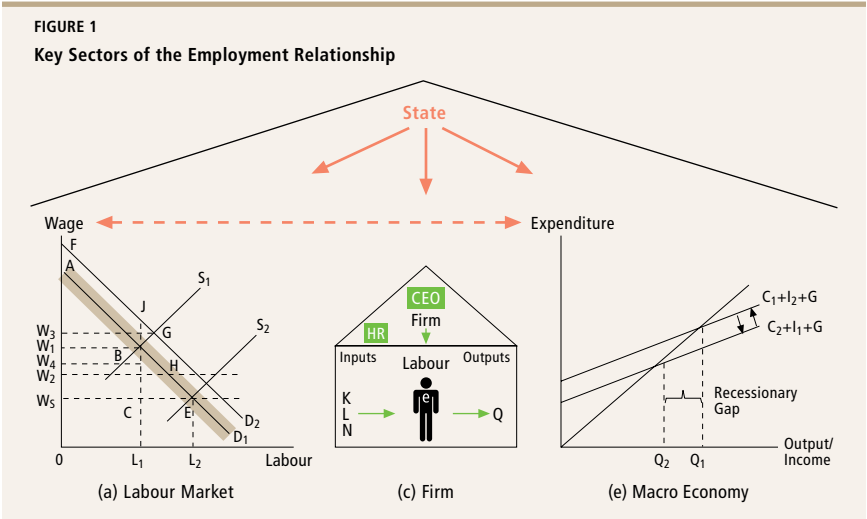 FIGURE 1
Key Sectors of the Employment Relationship
State
Wage
Expenditure
F
A
J
S₁
G
S₂
W₃
W₁
B
W₄
H
W₂
Wₛ
C
E
D₂
D₁
0
L₁
L₂
Labour
(a) Labour Market
CEO
Firm
HR
Inputs
Labour
Outputs
K
L
N
e
Q
(c) Firm
C₁+I₂+G
C₂+I₁+G
Recessionary
Gap
Q₂
Q₁
Output/
Income
(e) Macro Economy